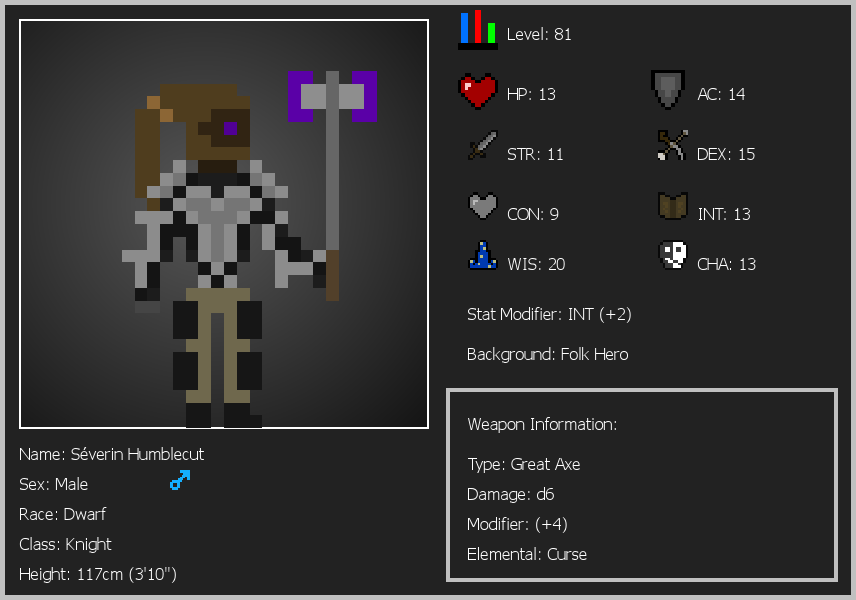 Level: 81
HP: 13
AC: 14
STR: 11
DEX: 15
CON: 9
INT: 13
WIS: 20
CHA: 13
Stat Modifier: INT (+2)
Background: Folk Hero
Weapon Information:
Type: Great Axe
Damage: d6
Modifier: (+4)
Elemental: Curse
Name: Séverin Humblecut
Sex: Male
Race: Dwarf
Class: Knight
Height: 117cm (3'10")